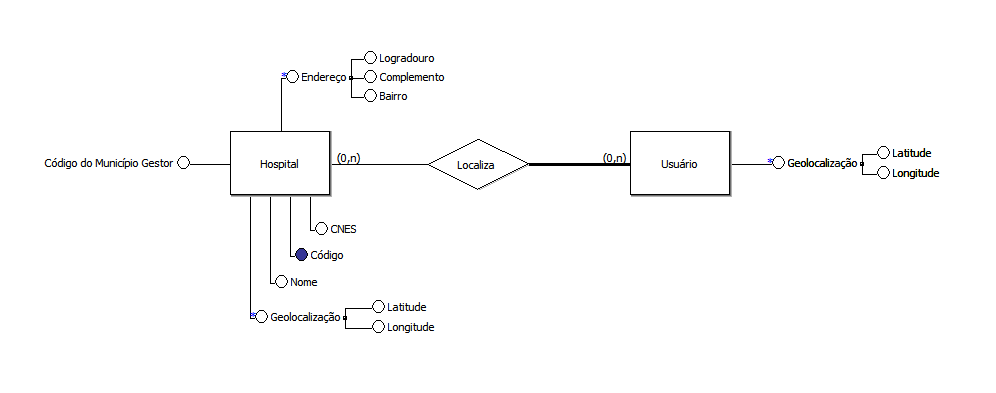 Logradouro
* Endereço
Complemento
Bairro
Código do Município Gestor
Hospital
(0,n)
Localiza
(0,n)
Usuário
* Geolocalização
Latitude
Longitude
CNES
Código
Nome
* Geolocalização
Latitude
Longitude